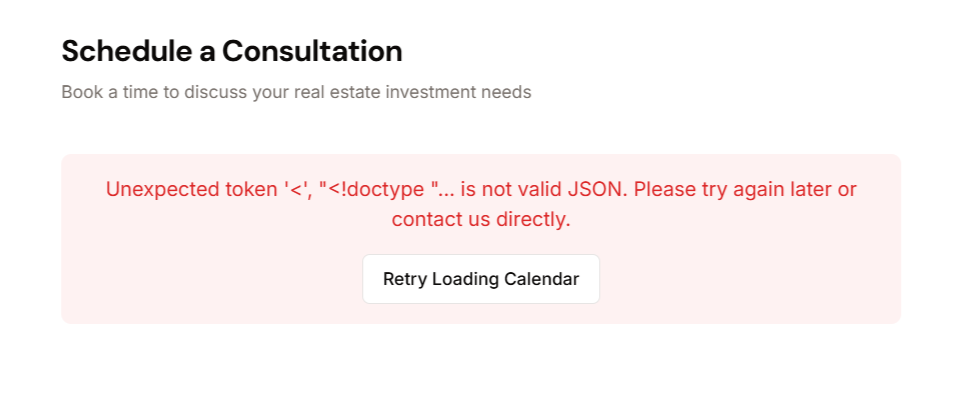 Schedule a Consultation
Book a time to discuss your real estate investment needs
Unexpected token '<', "<!doctype "... is not valid JSON. Please try again later or
contact us directly.
Retry Loading Calendar